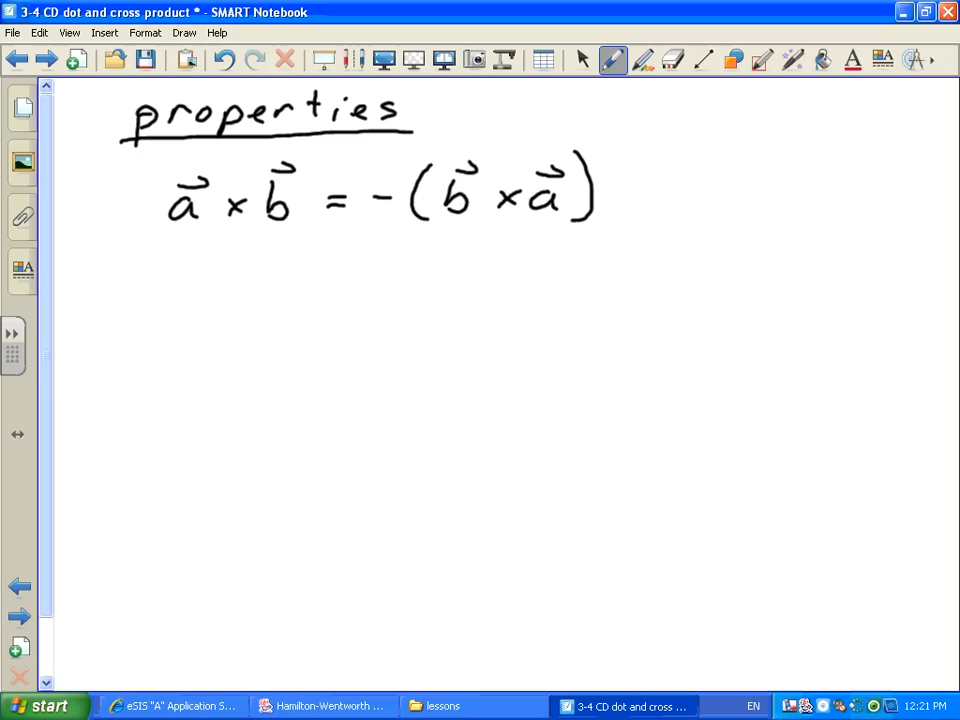 3-4 CD dot and cross product * - SMART Notebook
File Edit View Insert Format Draw Help
properties
a⃗ × b⃗ = - (b⃗ × a⃗)
start eSIS "A" Application S... Hamilton-Wentworth ... lessons 3-4 CD dot and cross ... EN 12:21 PM